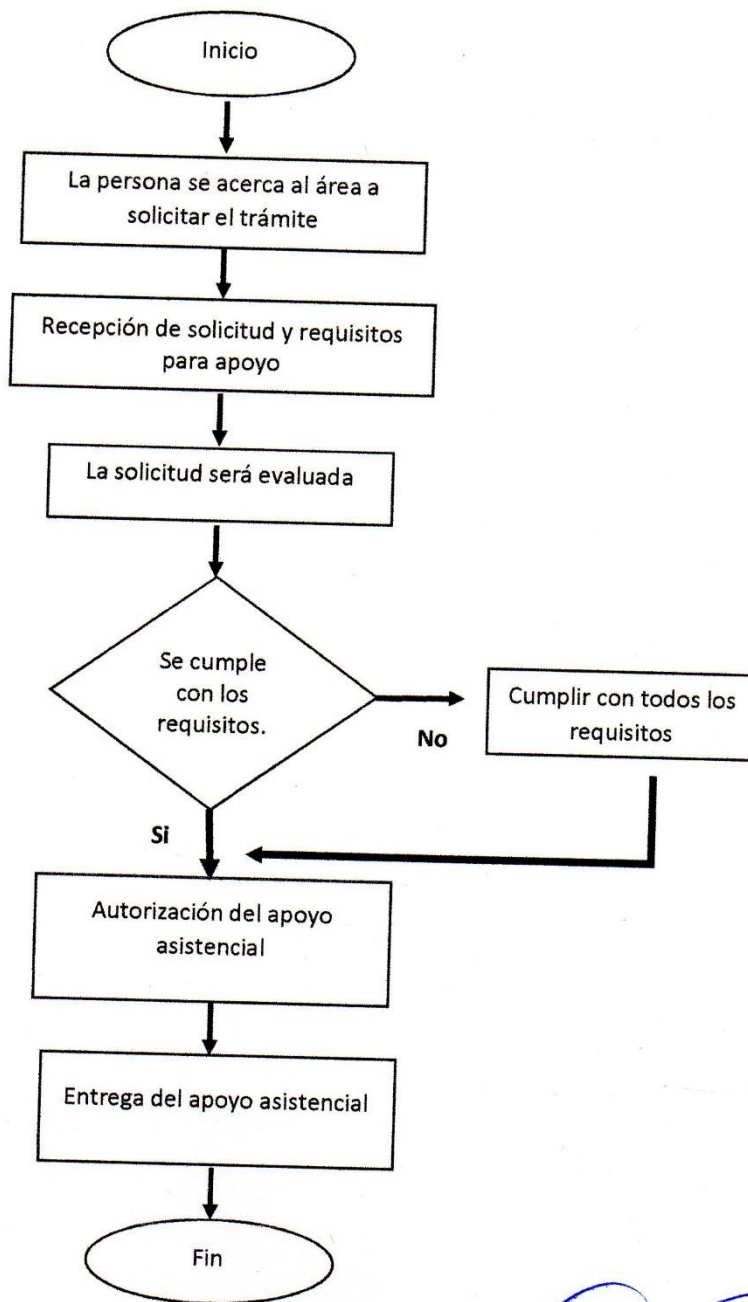 Inicio
La persona se acerca al área a
solicitar el trámite
Recepción de solicitud y requisitos
para apoyo
La solicitud será evaluada
Se cumple
con los
requisitos.
No
Cumplir con todos los
requisitos
Si
Autorización del apoyo
asistencial
Entrega del apoyo asistencial
Fin